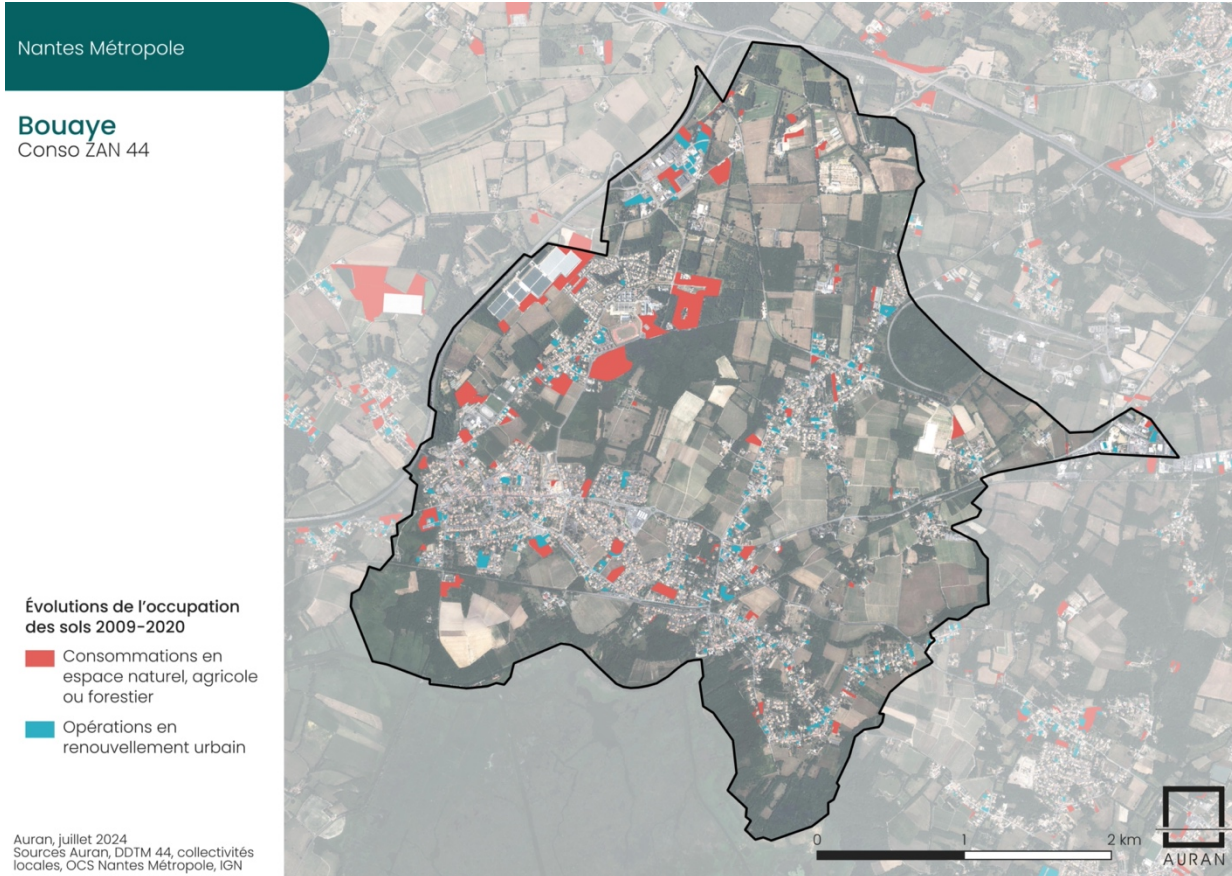 Nantes Métropole
Bouaye
Conso ZAN 44
Évolutions de l'occupation
des sols 2009-2020
Consommations en
espace naturel, agricole
ou forestier
Opérations en
renouvellement urbain
Auran, juillet 2024
Sources Auran, DDTM 44, collectivités
locales, OCS Nantes Métropole, IGN
0 1 2 km
AURAN